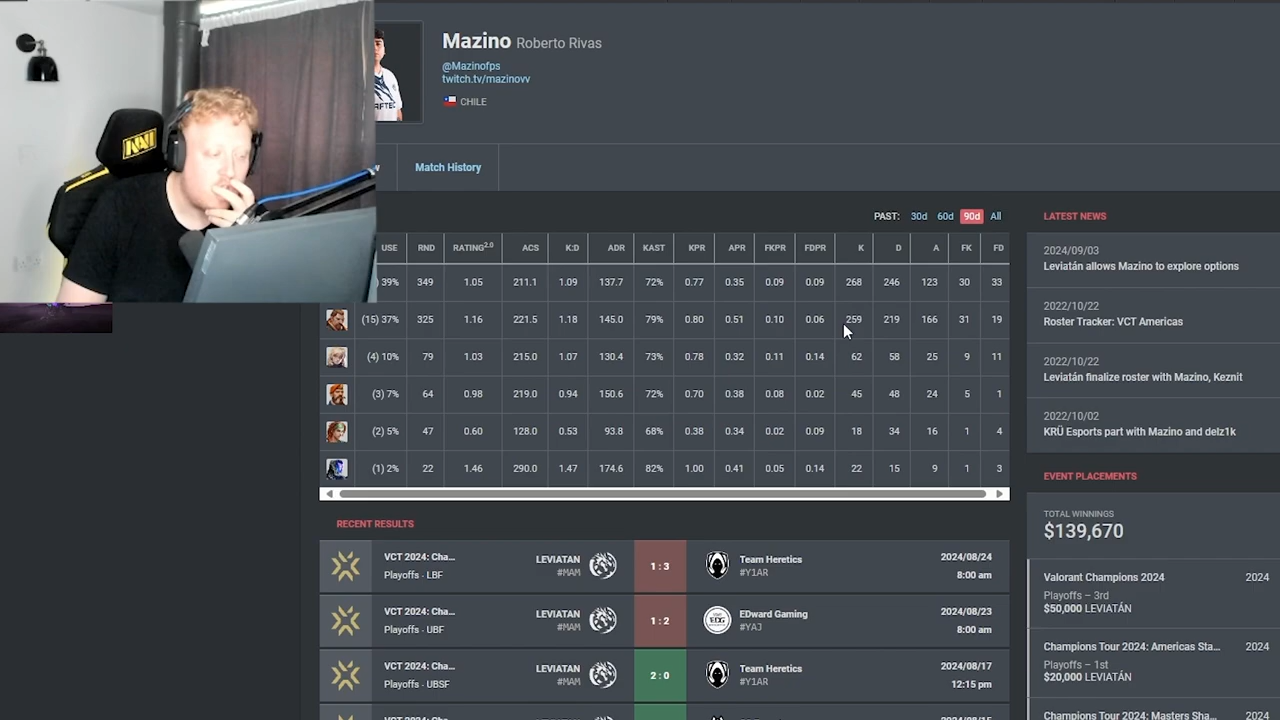 Mazino Roberto Rivas
@Mazinofps
twitch.tv/mazinovv
CHILE
NAVI
Match History
PAST: 30d 60d 90d All
USE RND RATING2.0 ACS K:D ADR KAST KPR APR FKPR FDPR K D A FK FD
39% 349 1.05 211.1 1.09 137.7 72% 0.77 0.35 0.09 0.09 268 246 123 30 33
(15) 37% 325 1.16 221.5 1.18 145.0 79% 0.80 0.51 0.10 0.06 259 219 166 31 19
(4) 10% 79 1.03 215.0 1.07 130.4 73% 0.78 0.32 0.11 0.14 62 58 25 9 11
(3) 7% 64 0.98 219.0 0.94 150.6 72% 0.70 0.38 0.08 0.02 45 48 24 5 1
(2) 5% 47 0.60 128.0 0.53 93.8 68% 0.38 0.34 0.02 0.09 18 34 16 1 4
(1) 2% 22 1.46 290.0 1.47 174.6 82% 1.00 0.41 0.05 0.14 22 15 9 1 3
RECENT RESULTS
VCT 2024: Cha... LEVIATAN 1 : 3 Team Heretics 2024/08/24
Playoffs - LBF #MAM #Y1AR 8:00 am
VCT 2024: Cha... LEVIATAN 1 : 2 EDward Gaming 2024/08/23
Playoffs - UBF #MAM EDG #YAJ 8:00 am
VCT 2024: Cha... LEVIATAN 2 : 0 Team Heretics 2024/08/17
Playoffs - UBSF #MAM #Y1AR 12:15 pm
LATEST NEWS
2024/09/03
Leviatán allows Mazino to explore options
2022/10/22
Roster Tracker: VCT Americas
2022/10/22
Leviatán finalize roster with Mazino, Keznit
2022/10/02
KRÜ Esports part with Mazino and delz1k
EVENT PLACEMENTS
TOTAL WINNINGS
$139,670
Valorant Champions 2024 2024
Playoffs – 3rd
$50,000 LEVIATÁN
Champions Tour 2024: Americas Sta... 2024
Playoffs – 1st
$20,000 LEVIATÁN
Champions Tour 2024: Masters Sha... 2024